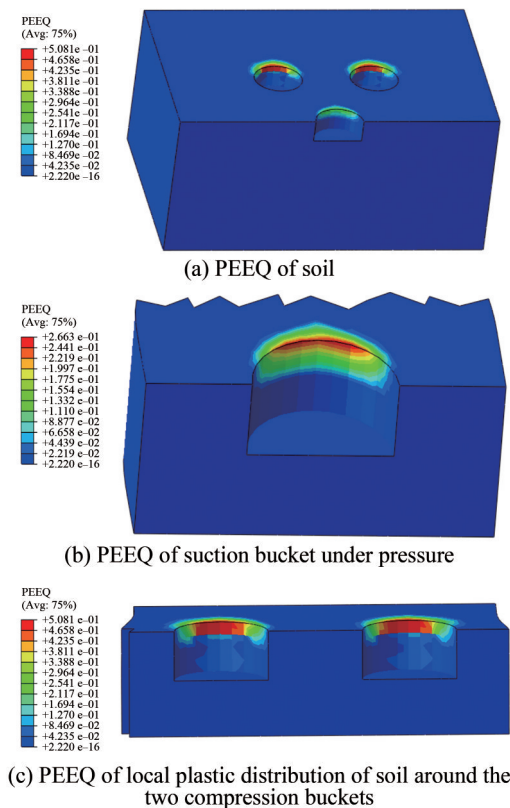 PEEQ
(Avg: 75%)
+5.081e −01
+4.658e −01
+4.235e −01
+3.811e −01
+3.388e −01
+2.964e −01
+2.541e −01
+2.117e −01
+1.694e −01
+1.270e −01
+8.469e −02
+4.235e −02
+2.220e −16
(a) PEEQ of soil
PEEQ
(Avg: 75%)
+2.663 e−01
+2.441 e−01
+2.219 e−01
+1.997 e−01
+1.775 e−01
+1.554 e−01
+1.332 e−01
+1.110 e−01
+8.877 e−02
+6.658 e−02
+4.439 e−02
+2.219 e−02
+2.220 e−16
(b) PEEQ of suction bucket under pressure
PEEQ
(Avg: 75%)
+5.081 e−01
+4.658 e−01
+4.235 e−01
+3.811 e−01
+3.388 e−01
+2.964 e−01
+2.541 e−01
+2.117 e−01
+1.694 e−01
+1.270 e−01
+8.469 e−02
+4.235 e−02
+2.220 e−16
(c) PEEQ of local plastic distribution of soil around the
two compression buckets